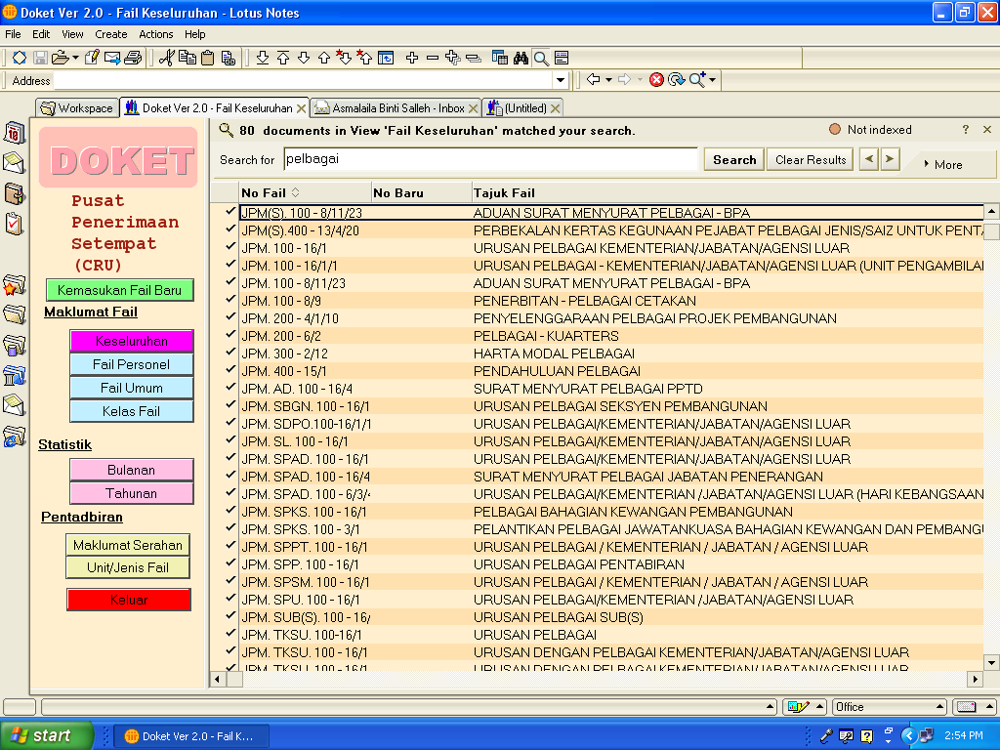 Doket Ver 2.0 - Fail Keseluruhan - Lotus Notes
File Edit View Create Actions Help
Address
Workspace Doket Ver 2.0 - Fail Keseluruhan Asmalaila Binti Salleh - Inbox (Untitled)
80 documents in View 'Fail Keseluruhan' matched your search. Not indexed ?
Search for pelbagai Search Clear Results More
DOKET
Pusat
Penerimaan
Setempat
(CRU)
Kemasukan Fail Baru
Maklumat Fail
Keseluruhan
Fail Personel
Fail Umum
Kelas Fail
Statistik
Bulanan
Tahunan
Pentadbiran
Maklumat Serahan
Unit/Jenis Fail
Keluar
No Fail No Baru Tajuk Fail
JPM(S). 100 - 8/11/23 ADUAN SURAT MENYURAT PELBAGAI - BPA
JPM(S).400 - 13/4/20 PERBEKALAN KERTAS KEGUNAAN PEJABAT PELBAGAI JENIS/SAIZ UNTUK PENTA
JPM. 100 - 16/1 URUSAN PELBAGAI KEMENTERIAN/JABATAN/AGENSI LUAR
JPM. 100 - 16/1/1 URUSAN PELBAGAI - KEMENTERIAN/JABATAN/AGENSI LUAR (UNIT PENGAMBILA
JPM. 100 - 8/11/23 ADUAN SURAT MENYURAT PELBAGAI - BPA
JPM. 100 - 8/9 PENERBITAN - PELBAGAI CETAKAN
JPM. 200 - 4/1/10 PENYELENGGARAAN PELBAGAI PROJEK PEMBANGUNAN
JPM. 200 - 6/2 PELBAGAI - KUARTERS
JPM. 300 - 2/12 HARTA MODAL PELBAGAI
JPM. 400 - 15/1 PENDAHULUAN PELBAGAI
JPM. AD. 100 - 16/4 SURAT MENYURAT PELBAGAI PPTD
JPM. SBGN. 100 - 16/1 URUSAN PELBAGAI SEKSYEN PEMBANGUNAN
JPM. SDPO.100-16/1/1 URUSAN PELBAGAI/KEMENTERIAN/JABATAN/AGENSI LUAR
JPM. SL. 100 - 16/1 URUSAN PELBAGAI/KEMENTERIAN/JABATAN/AGENSI LUAR
JPM. SPAD. 100 - 16/1 URUSAN PELBAGAI/KEMENTERIAN/JABATAN/AGENSI LUAR
JPM. SPAD. 100 - 16/4 SURAT MENYURAT PELBAGAI JABATAN PENERANGAN
JPM. SPAD. 100 - 6/3/4 URUSAN PELBAGAI/KEMENTERIAN /JABATAN/AGENSI LUAR (HARI KEBANGSAAN
JPM. SPKS. 100 - 16/1 PELBAGAI BAHAGIAN KEWANGAN PEMBANGUNAN
JPM. SPKS. 100 - 3/1 PELANTIKAN PELBAGAI JAWATANKUASA BAHAGIAN KEWANGAN DAN PEMBANGU
JPM. SPPT. 100 - 16/1 URUSAN PELBAGAI / KEMENTERIAN / JABATAN / AGENSI LUAR
JPM. SPP. 100 - 16/1 URUSAN PELBAGAI PENTABIRAN
JPM. SPSM. 100 - 16/1 URUSAN PELBAGAI / KEMENTERIAN / JABATAN / AGENSI LUAR
JPM. SPU. 100 - 16/1 URUSAN PELBAGAI/KEMENTERIAN /JABATAN/AGENSI LUAR
JPM. SUB(S). 100 - 16/ URUSAN PELBAGAI SUB(S)
JPM. TKSU. 100-16/1 URUSAN PELBAGAI
JPM. TKSU. 100 - 16/1 URUSAN DENGAN PELBAGAI KEMENTERIAN/JABATAN/AGENSI LUAR
JPM. TKSU. 100 - 16/1 URUSAN DENGAN PELBAGAI KEMENTERIAN/JABATAN/AGENSI LUAR
Office
start Doket Ver 2.0 - Fail K... 2:54 PM